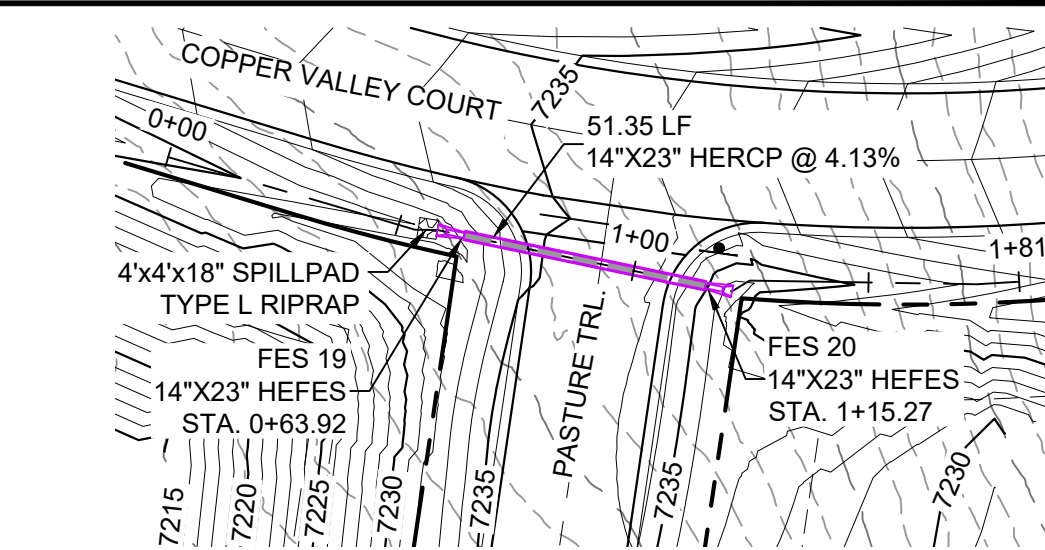 COPPER VALLEY COURT
7235
0+00
51.35 LF
14"X23" HERCP @ 4.13%
1+00
1+81
4'x4'x18" SPILLPAD
TYPE L RIPRAP
FES 19
14"X23" HEFES
STA. 0+63.92
PASTURE TRL.
FES 20
14"X23" HEFES
STA. 1+15.27
7215
7220
7225
7230
7235
7235
7230